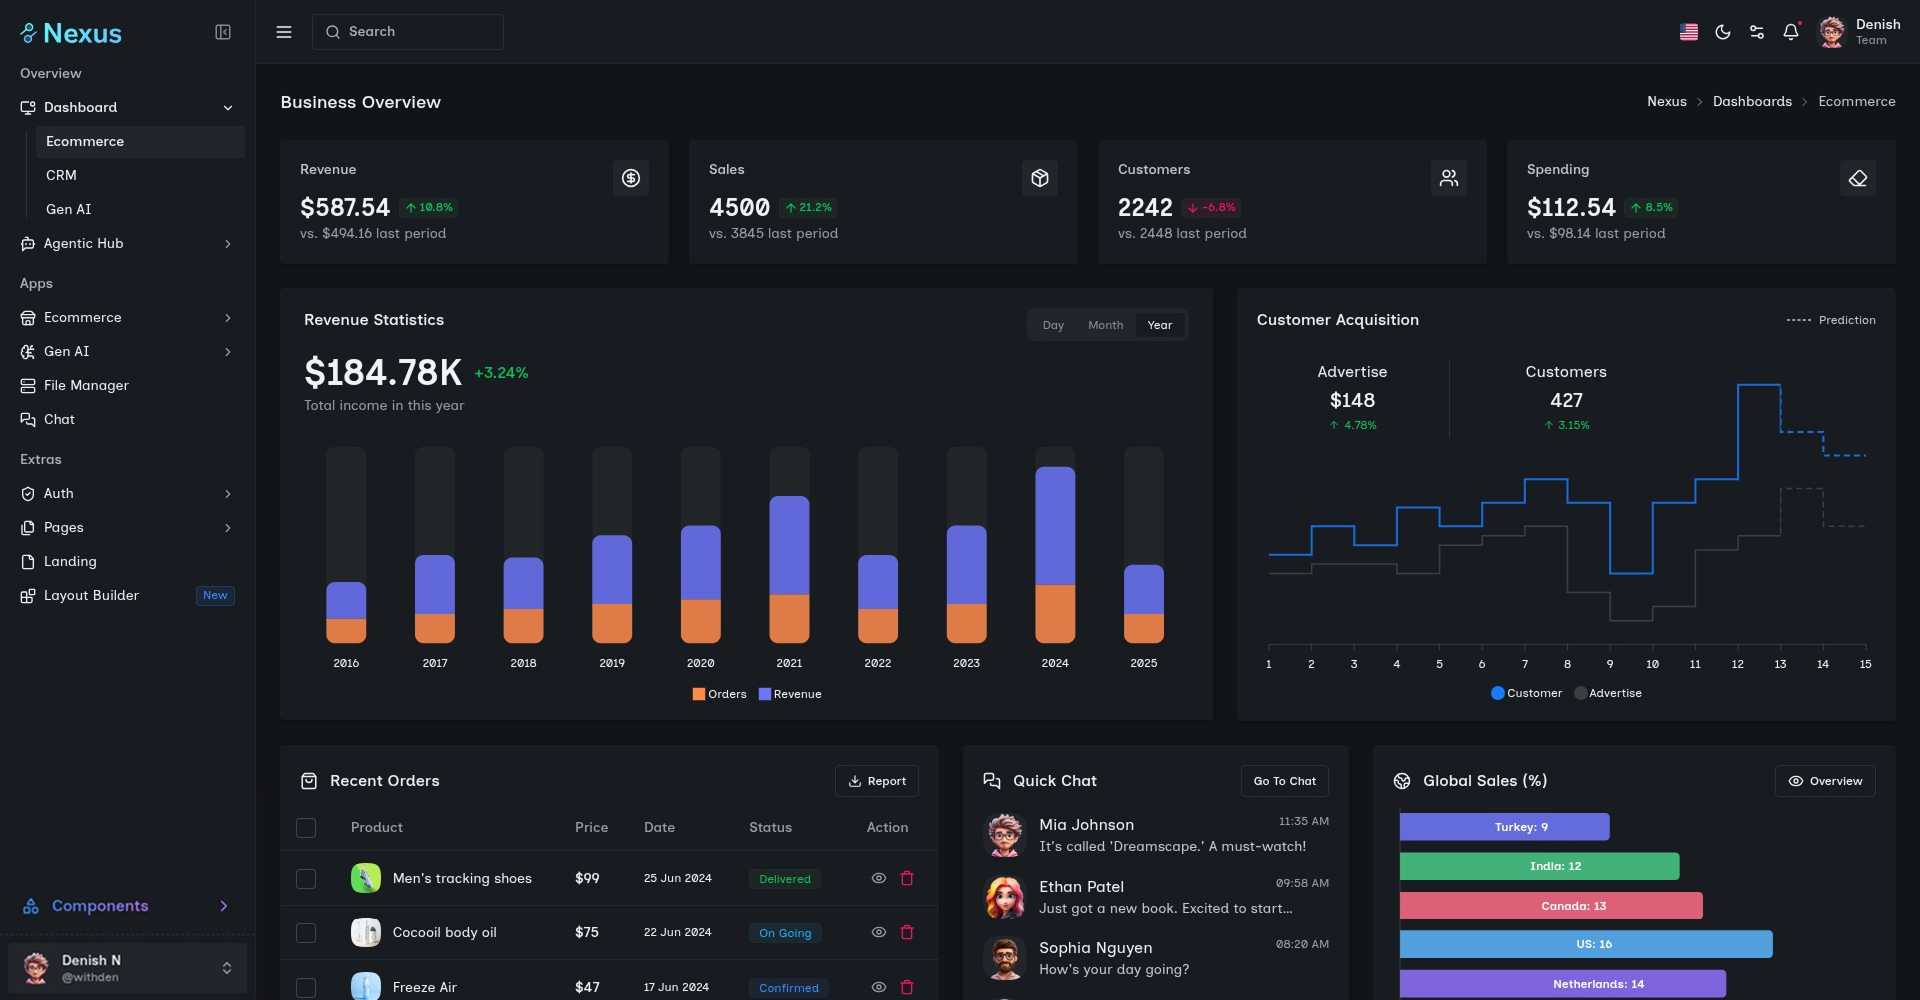 Nexus
Overview
Dashboard
Ecommerce
CRM
Gen AI
Agentic Hub
Apps
Ecommerce
Gen AI
File Manager
Chat
Extras
Auth
Pages
Landing
Layout Builder New
Components
Denish N
@withden
Search
Denish
Team
Business Overview
Nexus Dashboards Ecommerce
Revenue
$587.54 10.8%
vs. $494.16 last period
Sales
4500 21.2%
vs. 3845 last period
Customers
2242 -6.8%
vs. 2448 last period
Spending
$112.54 8.5%
vs. $98.14 last period
Revenue Statistics
Day Month Year
$184.78K +3.24%
Total income in this year
2016 2017 2018 2019 2020 2021 2022 2023 2024 2025
Orders Revenue
Customer Acquisition
Prediction
Advertise
$148
4.78%
Customers
427
3.15%
1 2 3 4 5 6 7 8 9 10 11 12 13 14 15
Customer Advertise
Recent Orders
Report
Product Price Date Status Action
Men's tracking shoes $99 25 Jun 2024 Delivered
Cocooil body oil $75 22 Jun 2024 On Going
Freeze Air $47 17 Jun 2024 Confirmed
Quick Chat
Go To Chat
Mia Johnson 11:35 AM
It's called 'Dreamscape.' A must-watch!
Ethan Patel 09:58 AM
Just got a new book. Excited to start...
Sophia Nguyen 08:20 AM
How's your day going?
Global Sales (%)
Overview
Turkey: 9
India: 12
Canada: 13
US: 16
Netherlands: 14